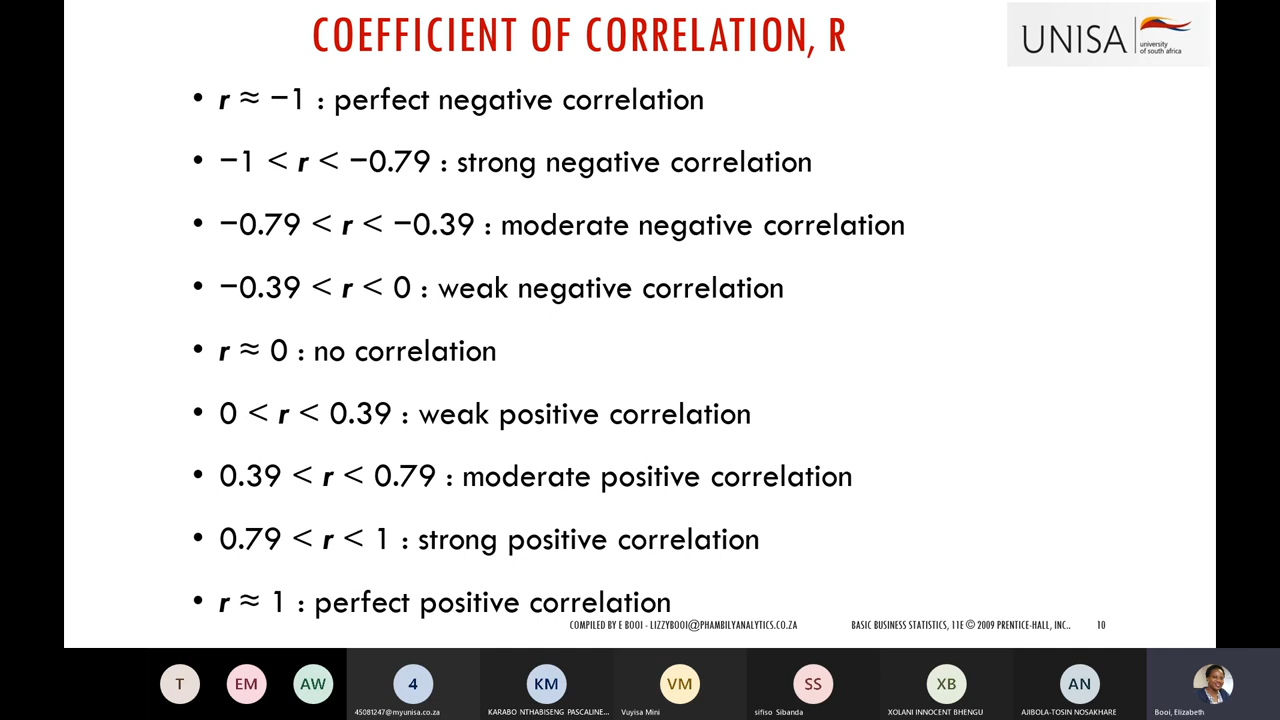 COEFFICIENT OF CORRELATION, R
UNISA university of south africa
• r ≈ −1 : perfect negative correlation
• −1 < r < −0.79 : strong negative correlation
• −0.79 < r < −0.39 : moderate negative correlation
• −0.39 < r < 0 : weak negative correlation
• r ≈ 0 : no correlation
• 0 < r < 0.39 : weak positive correlation
• 0.39 < r < 0.79 : moderate positive correlation
• 0.79 < r < 1 : strong positive correlation
• r ≈ 1 : perfect positive correlation
COMPILED BY E BOOI - LIZZYBOOI@PHAMBILYANALYTICS.CO.ZA BASIC BUSINESS STATISTICS, 11E © 2009 PRENTICE-HALL, INC.. 10
T EM AW 4 KM VM SS XB AN
45081247@myunisa.co.za KARABO NTHABISENG PASCALINE... Vuyisa Mini sifiso Sibanda XOLANI INNOCENT BHENGU AJIBOLA-TOSIN NOSAKHARE Booi, Elizabeth